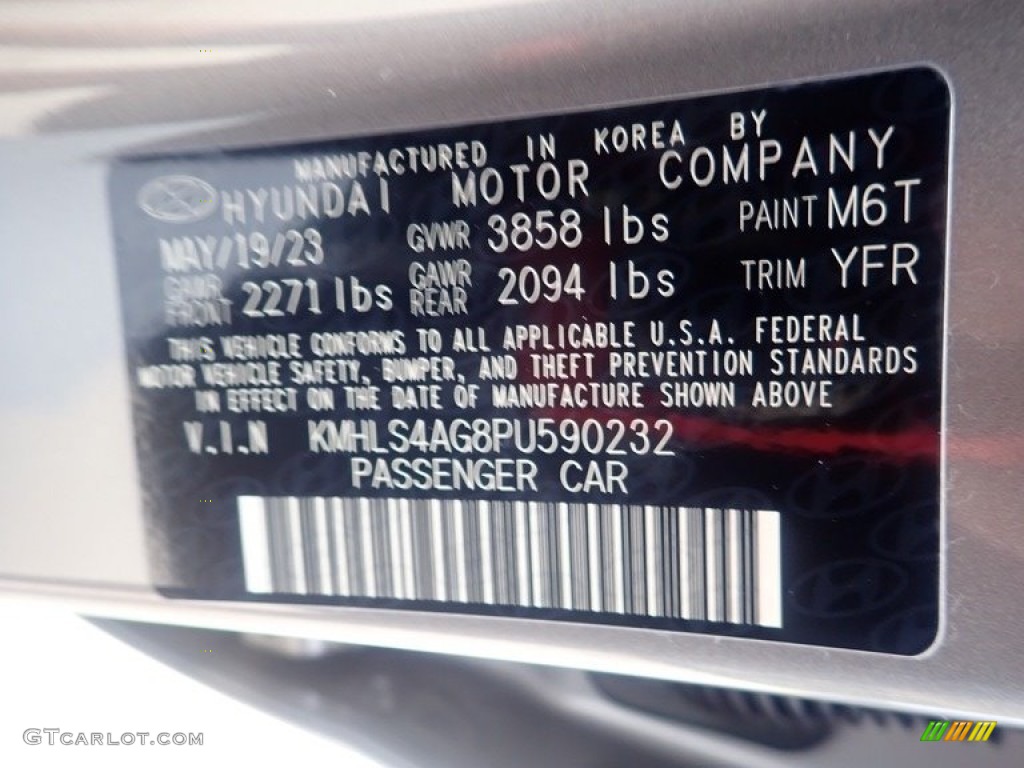 MANUFACTURED IN KOREA BY
HYUNDAI MOTOR COMPANY
MAY/19/23 GVWR 3858 lbs PAINT M6T
GAWR FRONT 2271 lbs GAWR REAR 2094 lbs TRIM YFR
THIS VEHICLE CONFORMS TO ALL APPLICABLE U.S.A. FEDERAL
MOTOR VEHICLE SAFETY, BUMPER, AND THEFT PREVENTION STANDARDS
IN EFFECT ON THE DATE OF MANUFACTURE SHOWN ABOVE
V.I.N KMHLS4AG8PU590232
PASSENGER CAR
GTCARLOT.COM